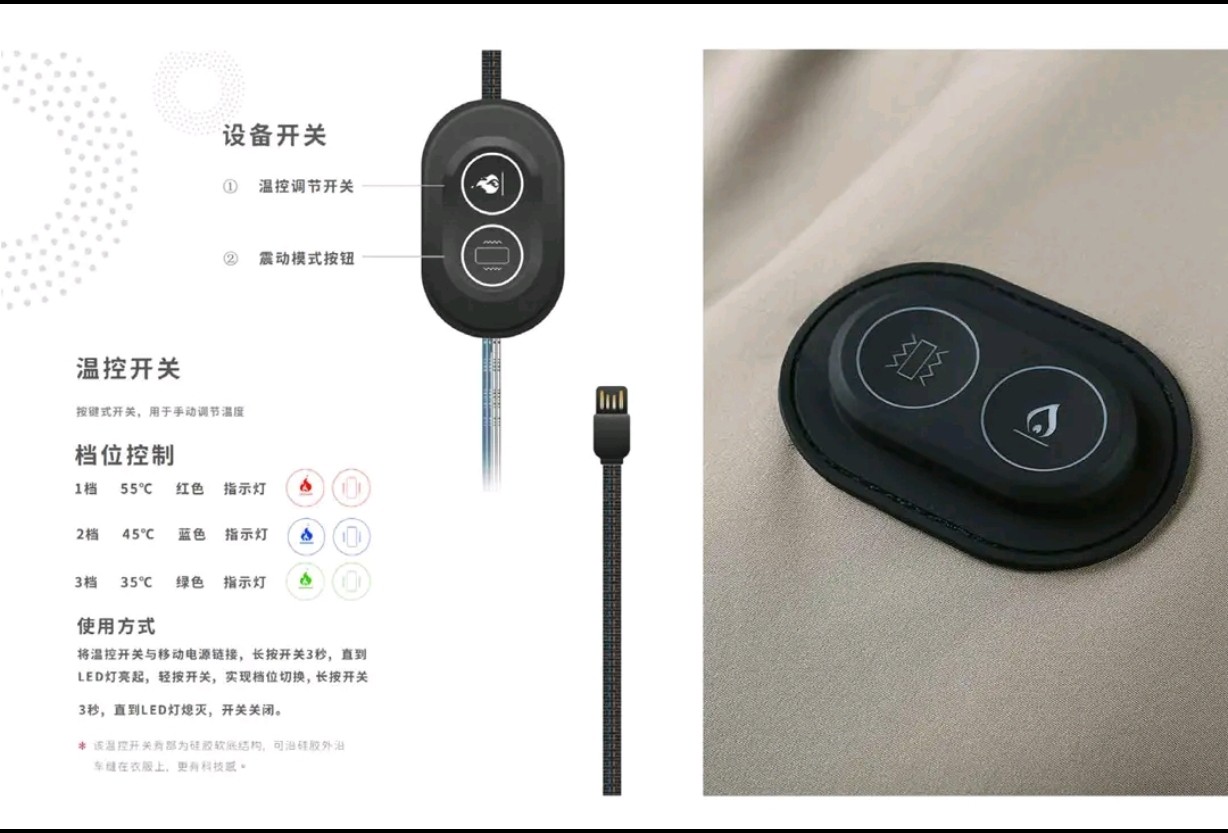 设备开关
① 温控调节开关
② 震动模式按钮
温控开关
按键式开关，用于手动调节温度
档位控制
1档 55℃ 红色 指示灯
2档 45℃ 蓝色 指示灯
3档 35℃ 绿色 指示灯
使用方式
将温控开关与移动电源链接，长按开关3秒，直到
LED灯亮起，轻按开关，实现档位切换，长按开关
3秒，直到LED灯熄灭，开关关闭。
* 该温控开关背部为硅胶软底结构，可沿硅胶外沿
车缝在衣服上，更有科技感。